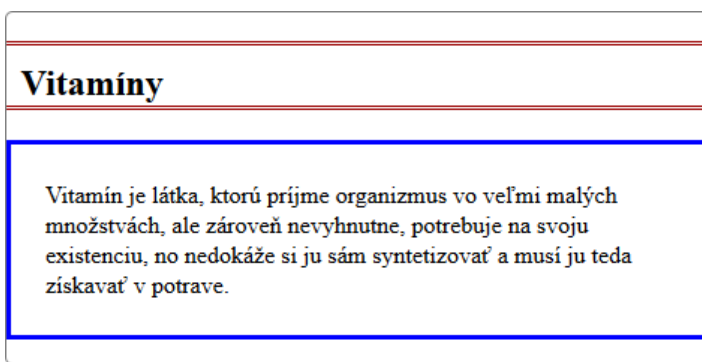 Vitamíny
Vitamín je látka, ktorú príjme organizmus vo veľmi malých
množstvách, ale zároveň nevyhnutne, potrebuje na svoju
existenciu, no nedokáže si ju sám syntetizovať a musí ju teda
získavať v potrave.